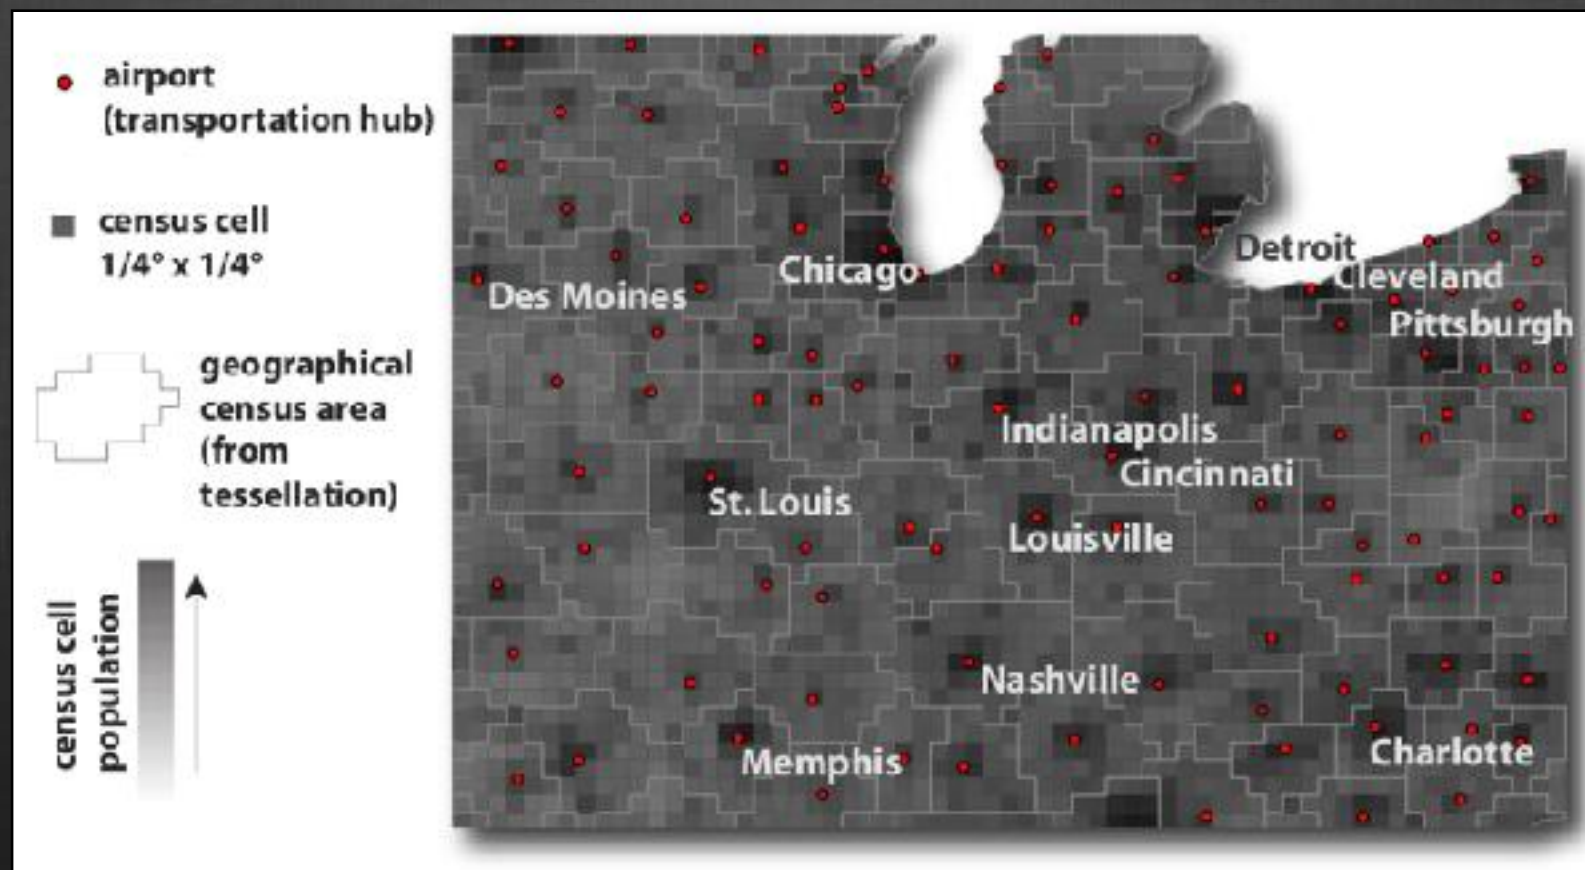 airport
(transportation hub)
census cell
1/4° x 1/4°
geographical
census area
(from
tessellation)
census cell
population
Chicago
Des Moines
Detroit
Cleveland
Pittsburgh
Indianapolis
Cincinnati
St. Louis
Louisville
Nashville
Memphis
Charlotte